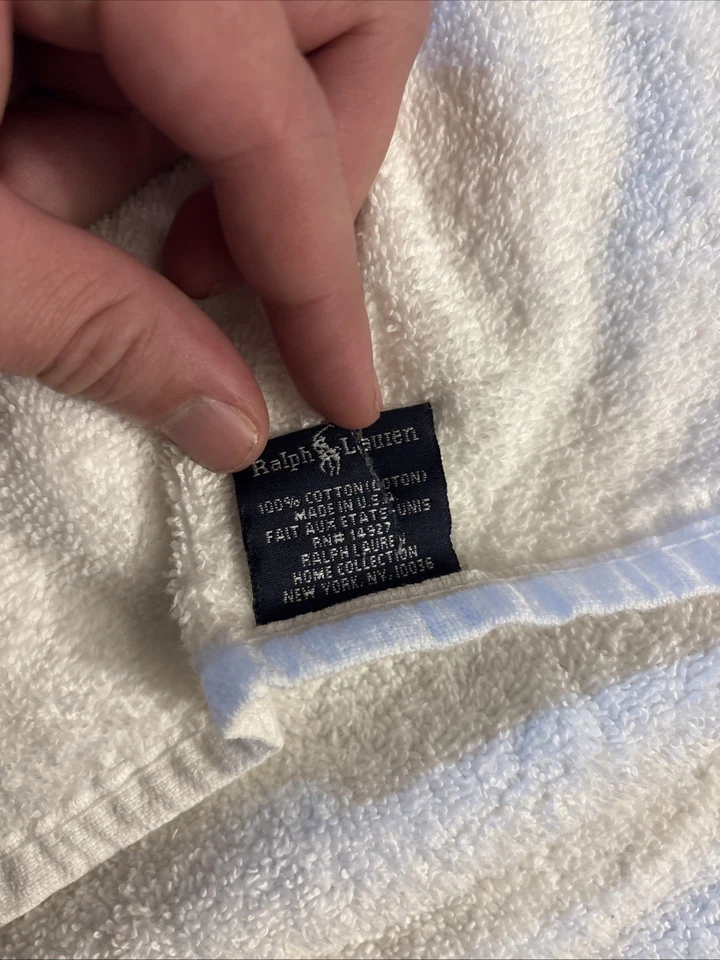 Ralph Lauren
100% COTTON(COTON)
MADE IN U.S.A
FAIT AUX ETATS-UNIS
RN# 14927
RALPH LAUREN
HOME COLLECTION
NEW YORK, NY, 10036